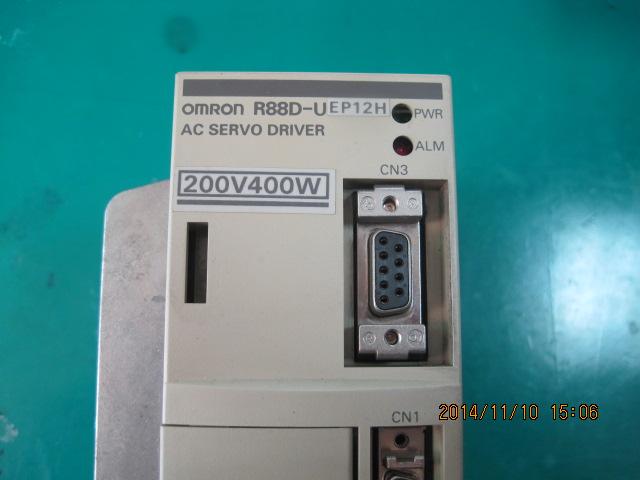 omron R88D-UEP12H PWR
AC SERVO DRIVER ALM
CN3
200V400W
CN1
2014/11/10 15:06